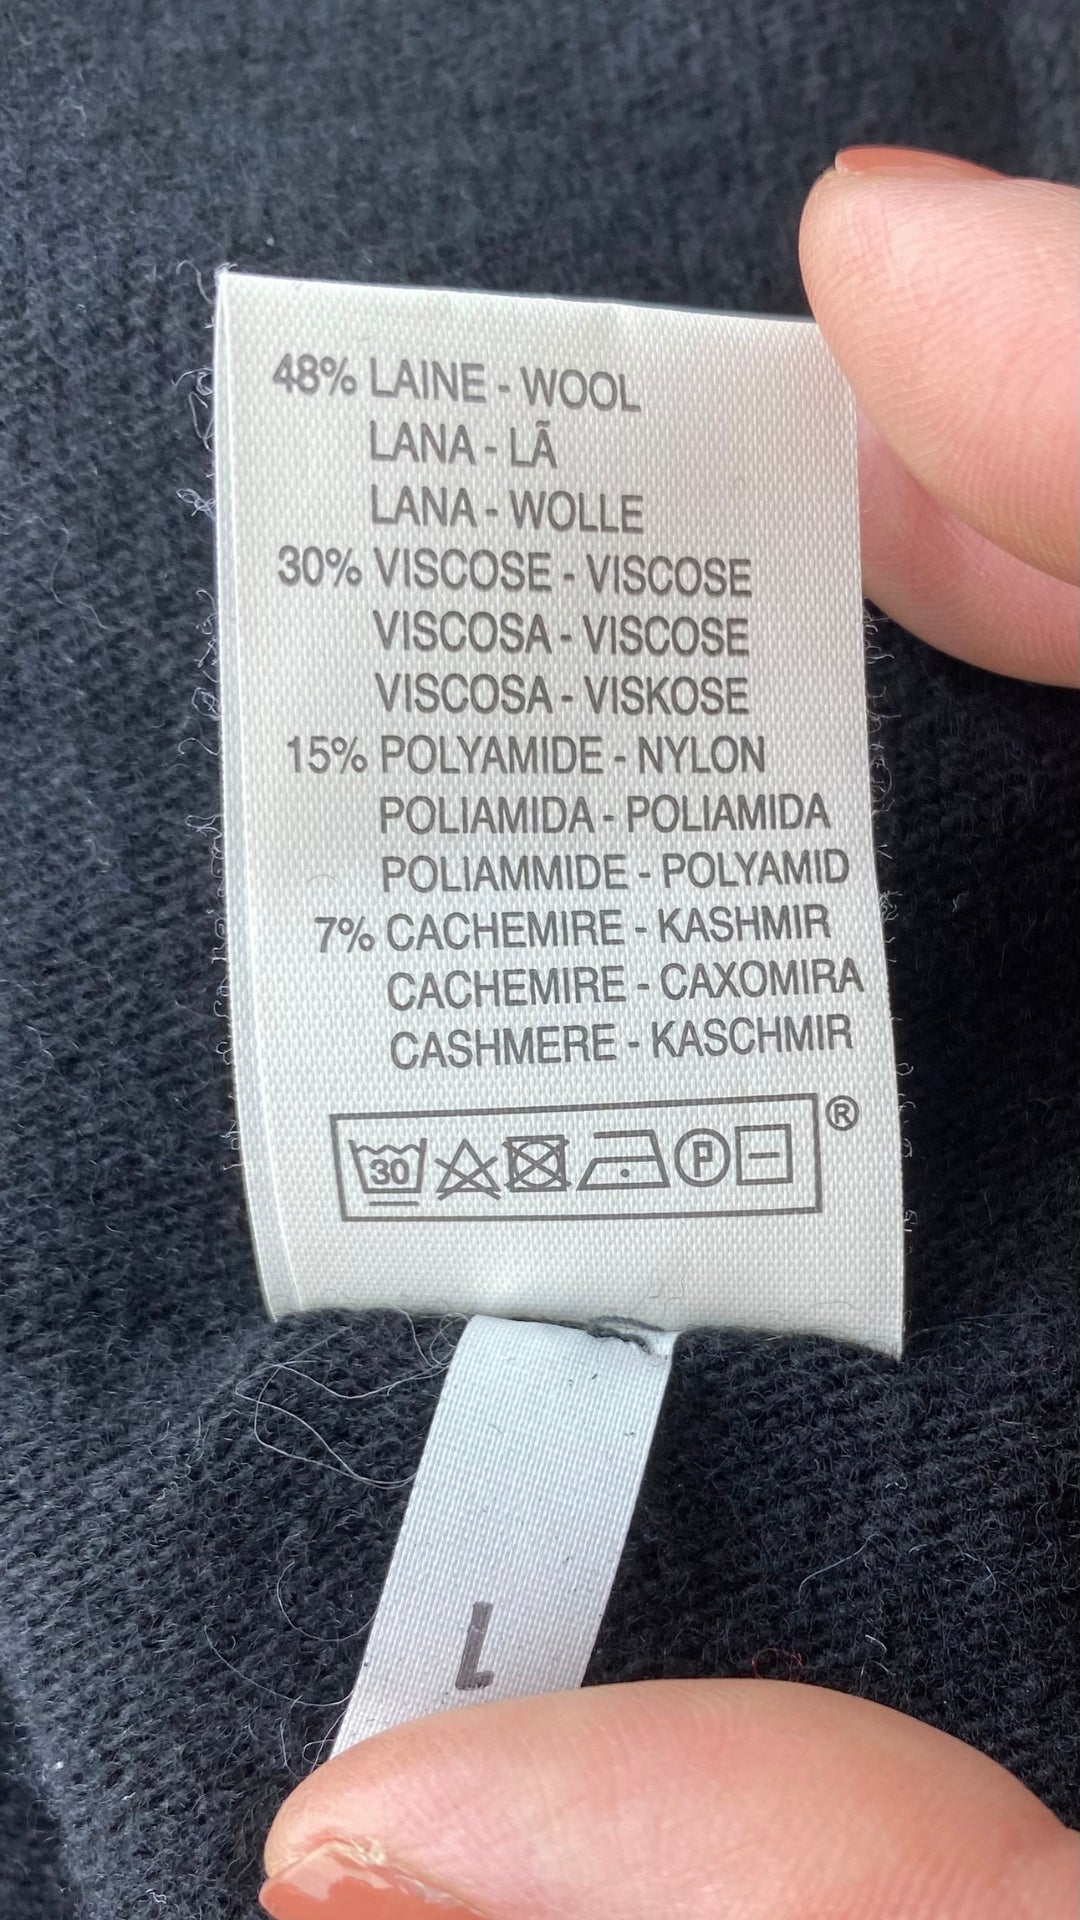 48% LAINE - WOOL
LANA - LÃ
LANA - WOLLE
30% VISCOSE - VISCOSE
VISCOSA - VISCOSE
VISCOSA - VISKOSE
15% POLYAMIDE - NYLON
POLIAMIDA - POLIAMIDA
POLIAMMIDE - POLYAMID
7% CACHEMIRE - KASHMIR
CACHEMIRE - CAXOMIRA
CASHMERE - KASCHMIR
30 P ®
L